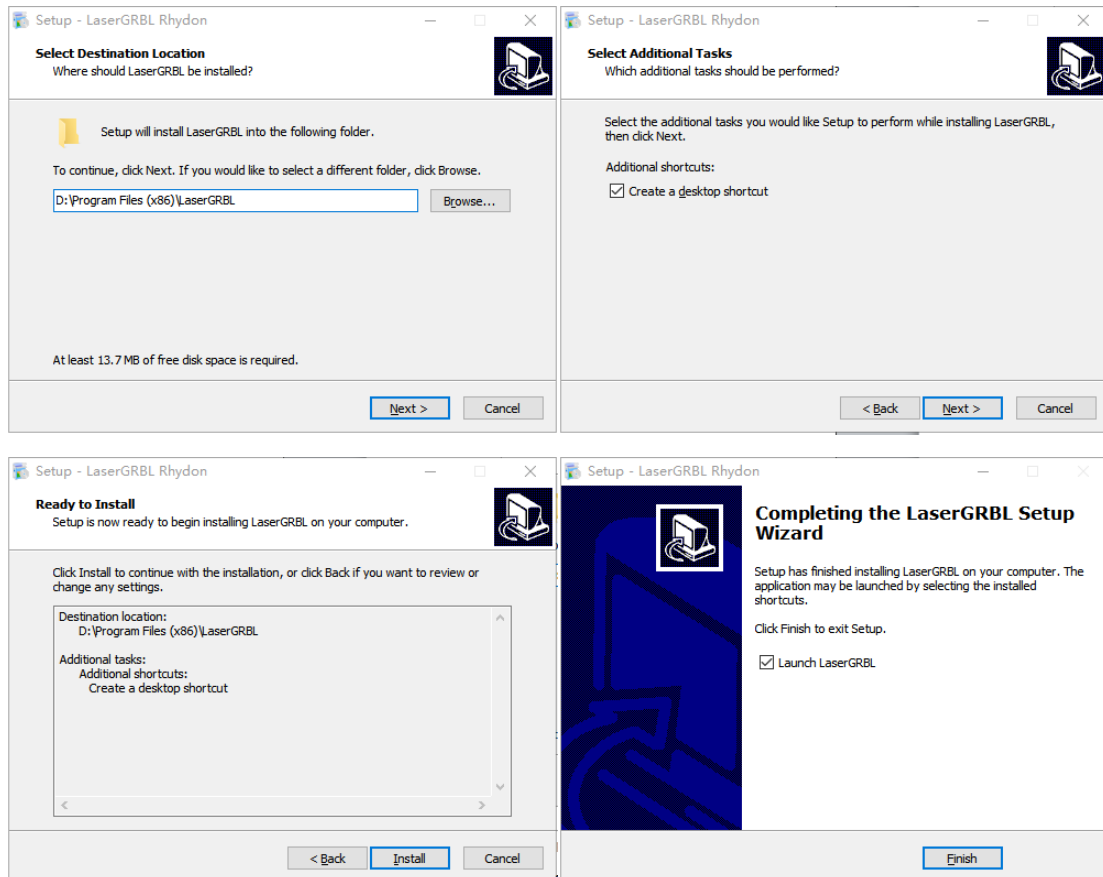 Setup - LaserGRBL Rhydon
Select Destination Location
Where should LaserGRBL be installed?
Setup will install LaserGRBL into the following folder.
To continue, click Next. If you would like to select a different folder, click Browse.
D:\Program Files (x86)\LaserGRBL
Browse...
At least 13.7 MB of free disk space is required.
Next >
Cancel
Setup - LaserGRBL Rhydon
Select Additional Tasks
Which additional tasks should be performed?
Select the additional tasks you would like Setup to perform while installing LaserGRBL,
then click Next.
Additional shortcuts:
Create a desktop shortcut
< Back
Next >
Cancel
Setup - LaserGRBL Rhydon
Ready to Install
Setup is now ready to begin installing LaserGRBL on your computer.
Click Install to continue with the installation, or click Back if you want to review or
change any settings.
Destination location:
D:\Program Files (x86)\LaserGRBL
Additional tasks:
Additional shortcuts:
Create a desktop shortcut
< Back
Install
Cancel
Setup - LaserGRBL Rhydon
Completing the LaserGRBL Setup
Wizard
Setup has finished installing LaserGRBL on your computer. The
application may be launched by selecting the installed
shortcuts.
Click Finish to exit Setup.
Launch LaserGRBL
Finish